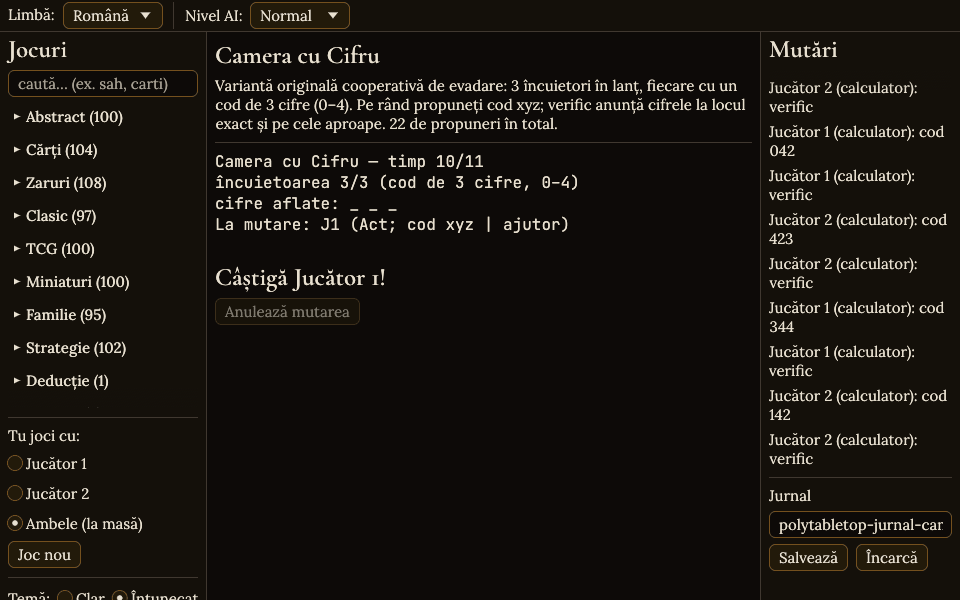 Limbă:
Română
Nivel AI:
Normal
Jocuri
caută... (ex. sah, carti)
Abstract (100)
Cărți (104)
Zaruri (108)
Clasic (97)
TCG (100)
Miniaturi (100)
Familie (95)
Strategie (102)
Deducție (1)
Tu joci cu:
Jucător 1
Jucător 2
Ambele (la masă)
Joc nou
Temă:
Clar
Întunecat
Camera cu Cifru
Variantă originală cooperativă de evadare: 3 încuietori în lanț, fiecare cu un
cod de 3 cifre (0–4). Pe rând propuneți cod xyz; verific anunță cifrele la locul
exact și pe cele aproape. 22 de propuneri în total.
Camera cu Cifru — timp 10/11
încuietoarea 3/3 (cod de 3 cifre, 0–4)
cifre aflate: _ _ _
La mutare: J1 (Act; cod xyz | ajutor)
Câștigă Jucător 1!
Anulează mutarea
Mutări
Jucător 2 (calculator):
verific
Jucător 1 (calculator): cod
042
Jucător 1 (calculator):
verific
Jucător 2 (calculator): cod
423
Jucător 2 (calculator):
verific
Jucător 1 (calculator): cod
344
Jucător 1 (calculator):
verific
Jucător 2 (calculator): cod
142
Jucător 2 (calculator):
verific
Jurnal
polytabletop-jurnal-car
Salvează
Încarcă